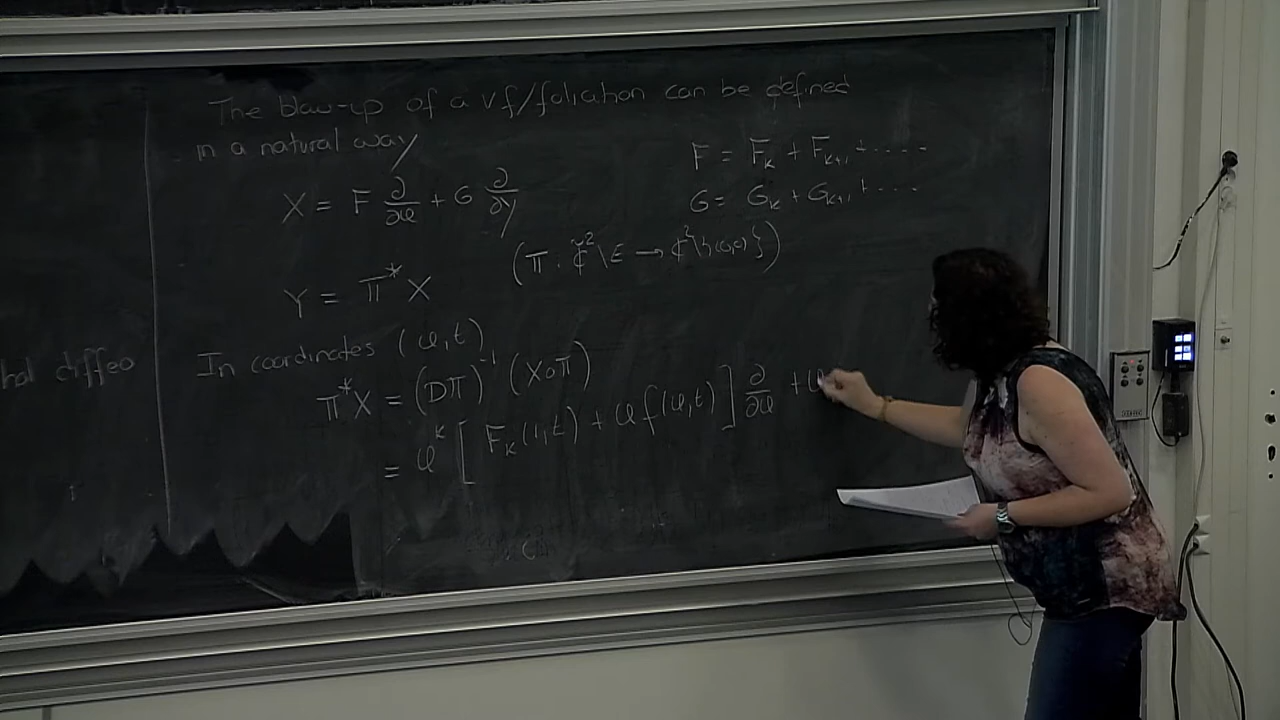 The blow-up of a vf/foliation can be defined
in a natural way
F = F_k + F_{k+1} + ....
X = F ∂/∂x + G ∂/∂y
G = G_k + G_{k+1} + ...
(π : ℂ̃²\E → ℂ²\{(0,0)})
Y = π* X
hol diffeo
In coordinates (x,t)
π*X = (Dπ)^{-1} (X∘π)
= x^k [ F_k(1,t) + x f(x,t) ] ∂/∂x + x